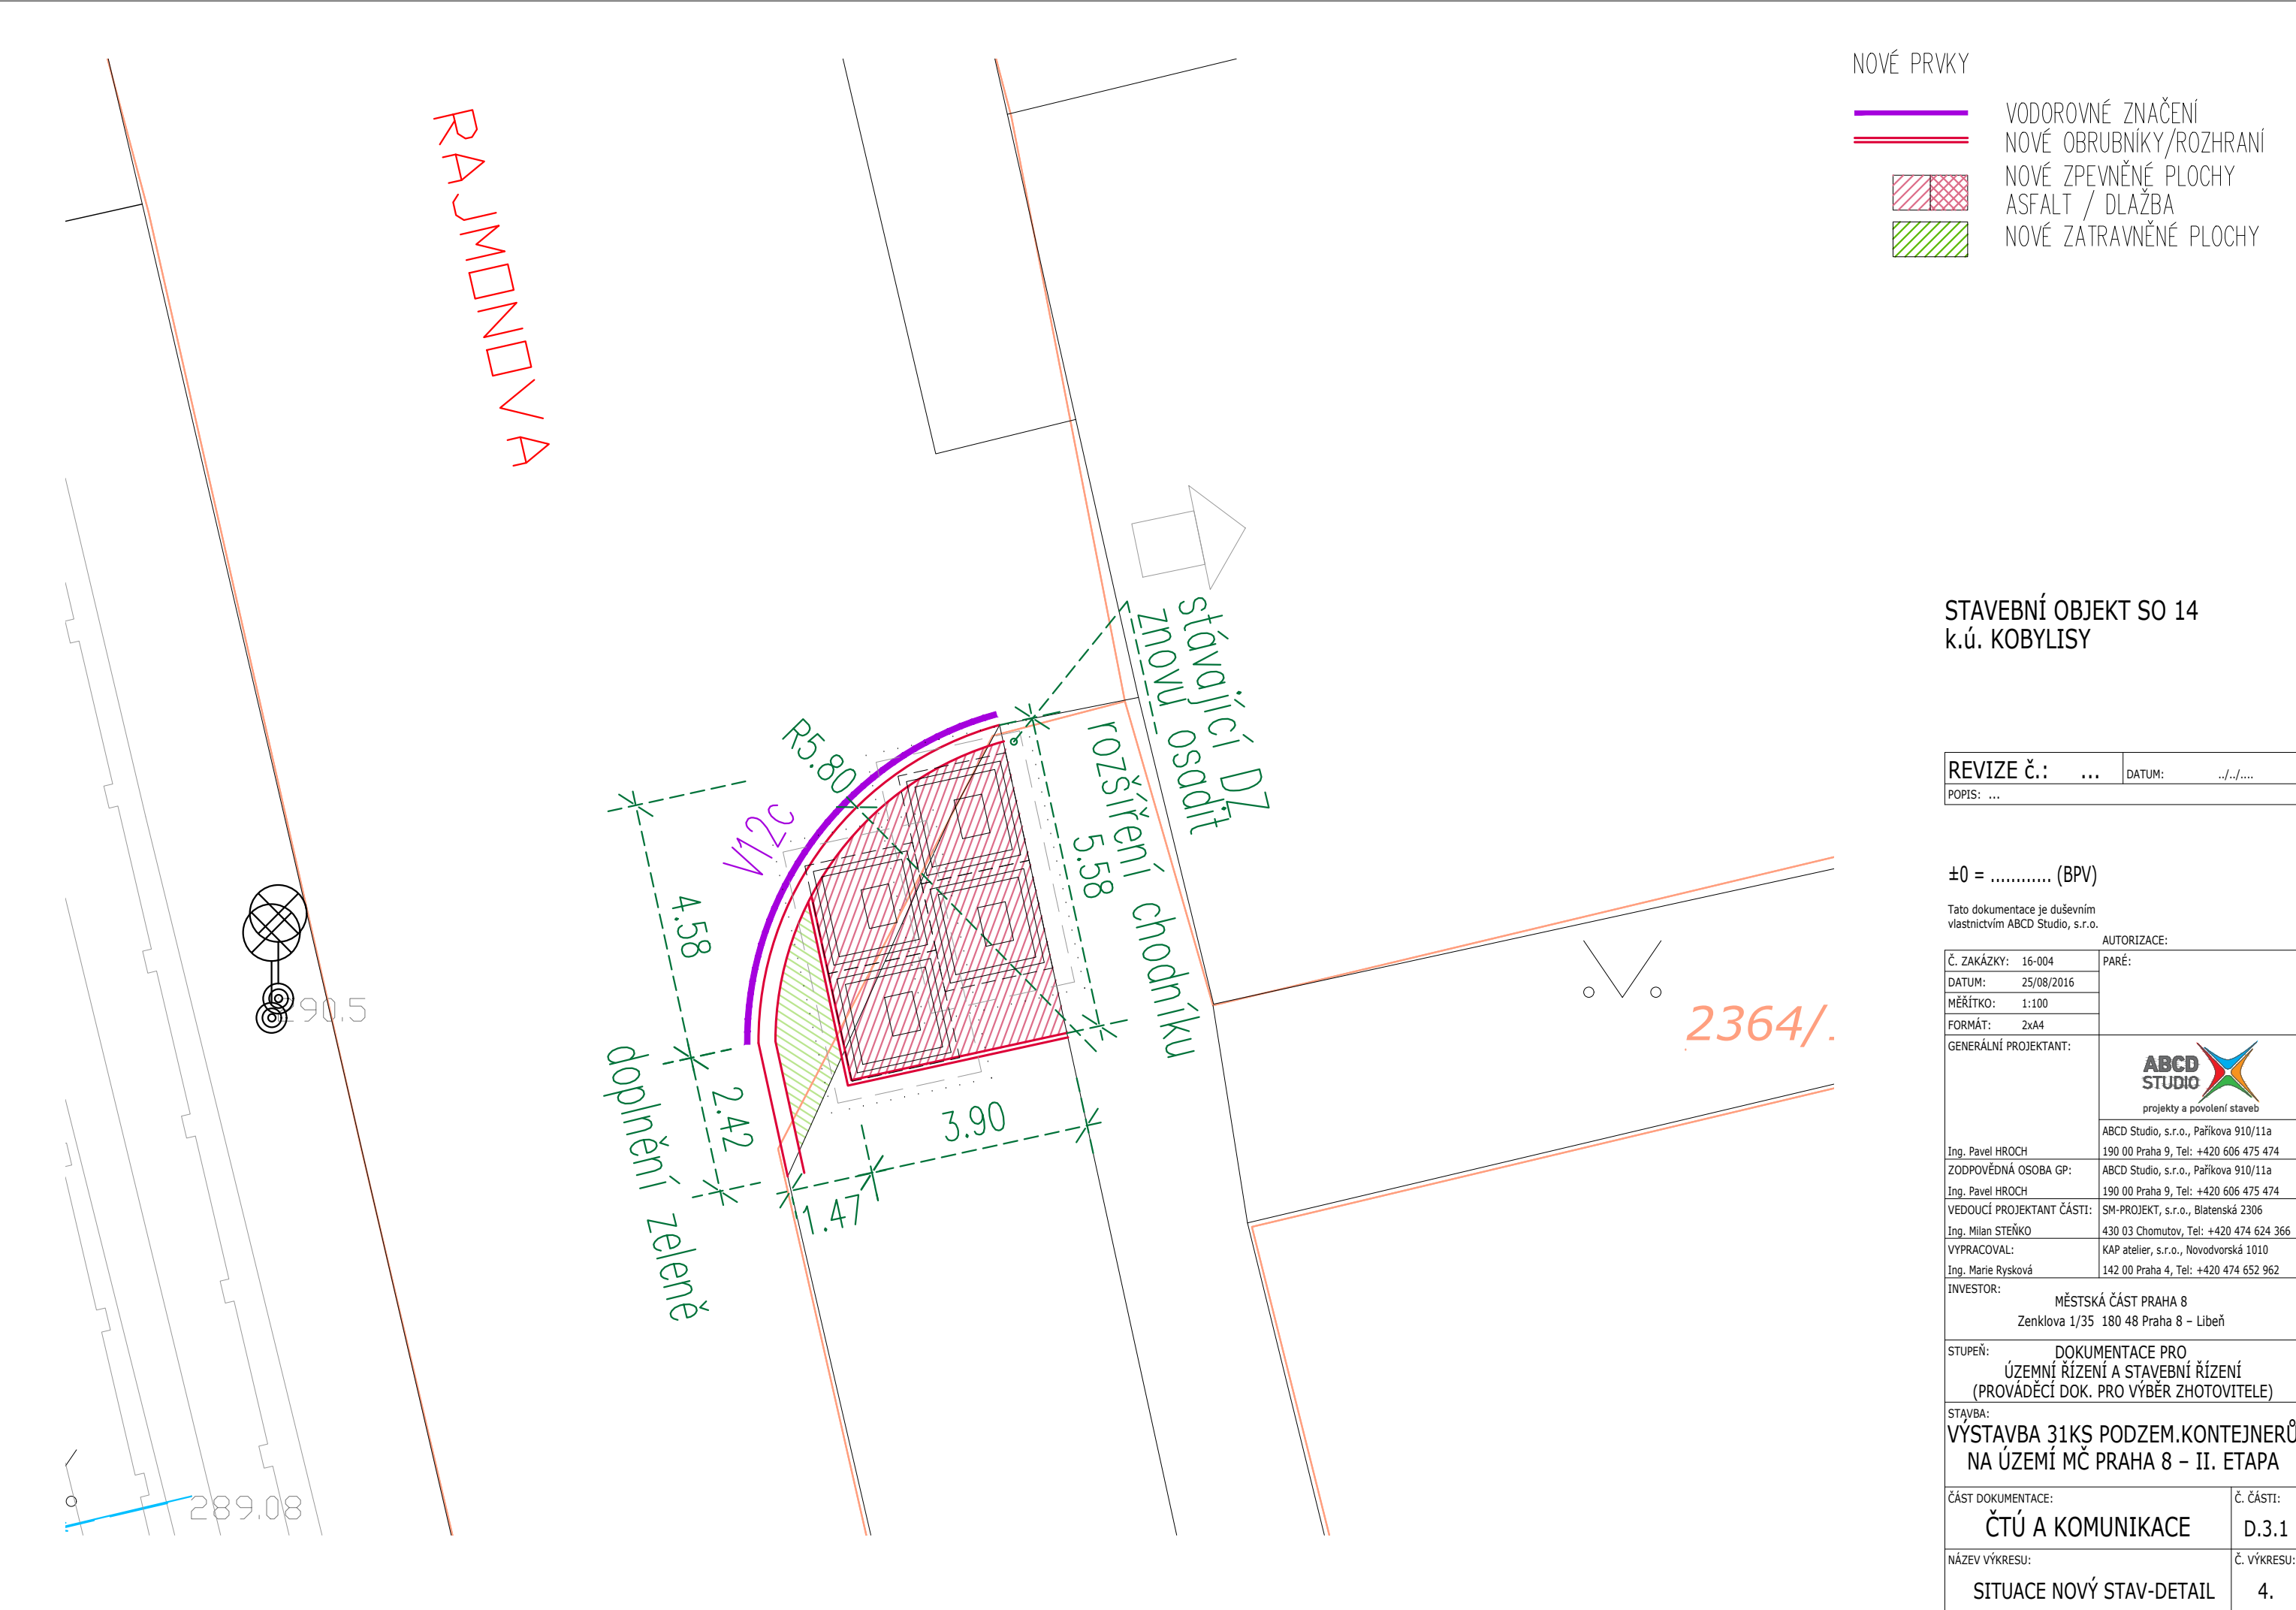 NOVÉ PRVKY
VODOROVNÉ ZNAČENÍ
NOVÉ OBRUBNÍKY/ROZHRANÍ
NOVÉ ZPEVNĚNÉ PLOCHY
ASFALT / DLAŽBA
NOVÉ ZATRAVNĚNÉ PLOCHY
RAJMONOVA
stávající DZ
znovu osadit
rozšíření chodníku
R5.80
V12c
5.58
4.58
2.42
3.90
1.47
doplnění zeleně
290.5
289.08
2364/
STAVEBNÍ OBJEKT SO 14
k.ú. KOBYLISY
REVIZE č.: ... DATUM: ../../....
POPIS: ...
±0 = ............ (BPV)
Tato dokumentace je duševním
vlastnictvím ABCD Studio, s.r.o.
AUTORIZACE:
Č. ZAKÁZKY: 16-004 PARÉ:
DATUM: 25/08/2016
MĚŘÍTKO: 1:100
FORMÁT: 2xA4
GENERÁLNÍ PROJEKTANT:
ABCD
STUDIO
projekty a povolení staveb
ABCD Studio, s.r.o., Paříkova 910/11a
Ing. Pavel HROCH 190 00 Praha 9, Tel: +420 606 475 474
ZODPOVĚDNÁ OSOBA GP: ABCD Studio, s.r.o., Paříkova 910/11a
Ing. Pavel HROCH 190 00 Praha 9, Tel: +420 606 475 474
VEDOUCÍ PROJEKTANT ČÁSTI: SM-PROJEKT, s.r.o., Blatenská 2306
Ing. Milan STEŇKO 430 03 Chomutov, Tel: +420 474 624 366
VYPRACOVAL: KAP atelier, s.r.o., Novodvorská 1010
Ing. Marie Rysková 142 00 Praha 4, Tel: +420 474 652 962
INVESTOR:
MĚSTSKÁ ČÁST PRAHA 8
Zenklova 1/35 180 48 Praha 8 – Libeň
STUPEŇ: DOKUMENTACE PRO
ÚZEMNÍ ŘÍZENÍ A STAVEBNÍ ŘÍZENÍ
(PROVÁDĚCÍ DOK. PRO VÝBĚR ZHOTOVITELE)
STAVBA:
VÝSTAVBA 31KS PODZEM.KONTEJNERŮ
NA ÚZEMÍ MČ PRAHA 8 – II. ETAPA
ČÁST DOKUMENTACE: Č. ČÁSTI:
ČTÚ A KOMUNIKACE D.3.1
NÁZEV VÝKRESU: Č. VÝKRESU:
SITUACE NOVÝ STAV-DETAIL 4.